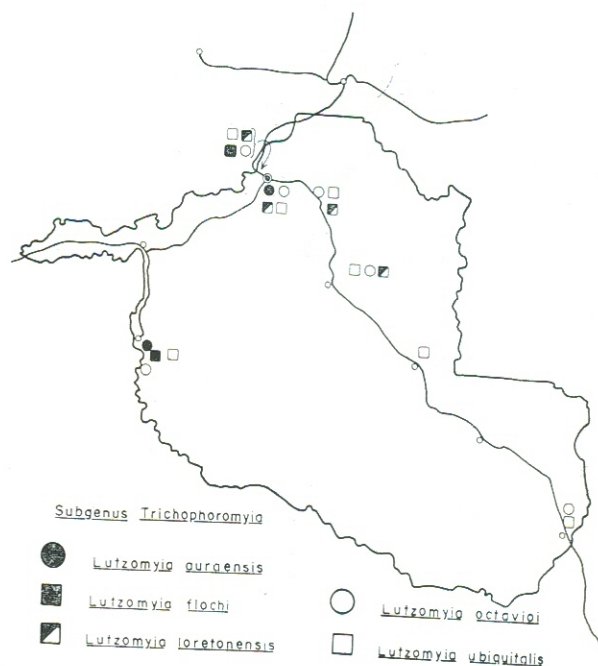 Subgenus Trichophoromyia
Lutzomyia auraensis
Lutzomyia flochi
Lutzomyia loretonensis
Lutzomyia octavioi
Lutzomyia ubiquitalis